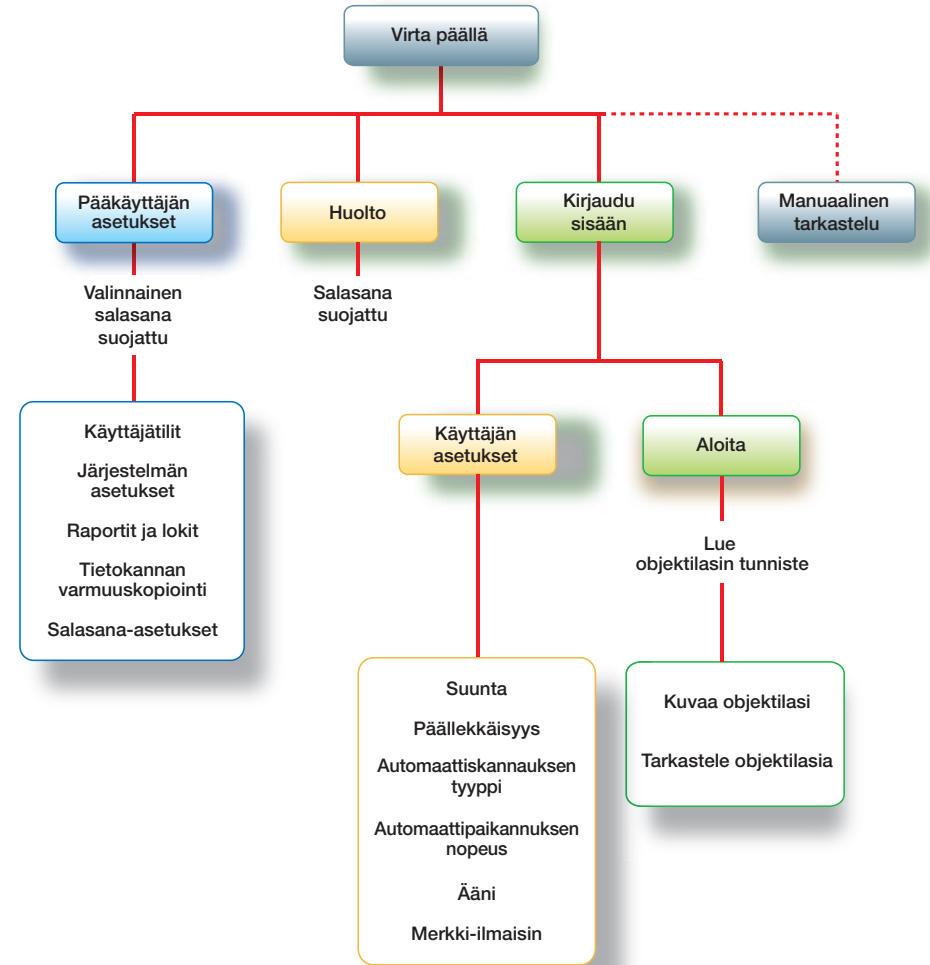 Virta päällä
Pääkäyttäjän
asetukset
Huolto
Kirjaudu
sisään
Manuaalinen
tarkastelu
Valinnainen
salasana
suojattu
Salasana
suojattu
Käyttäjätilit
Järjestelmän
asetukset
Raportit ja lokit
Tietokannan
varmuuskopiointi
Salasana-asetukset
Käyttäjän
asetukset
Aloita
Lue
objektilasin tunniste
Suunta
Päällekkäisyys
Automaattiskannauksen
tyyppi
Automaattipaikannuksen
nopeus
Ääni
Merkki-ilmaisin
Kuvaa objektilasi
Tarkastele objektilasia